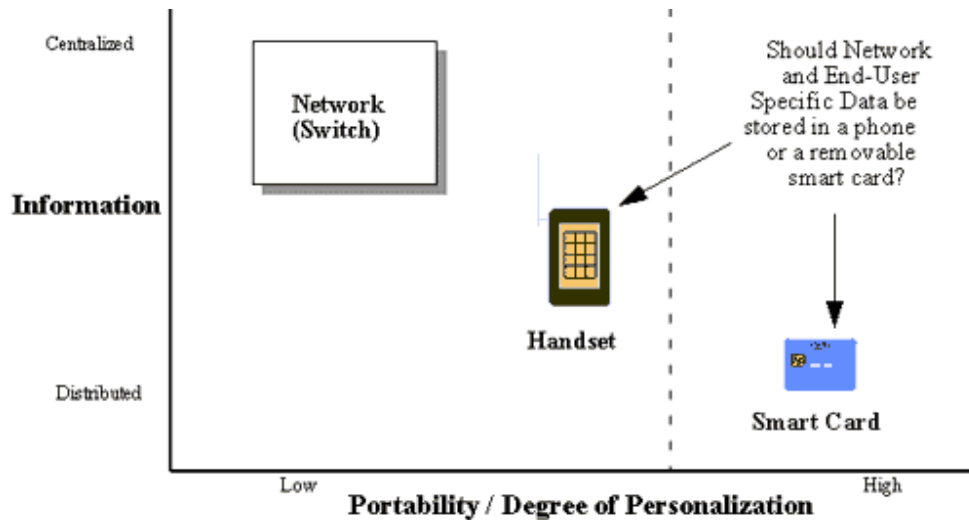 Centralized
Network
(Switch)
Should Network
and End-User
Specific Data be
stored in a phone
or a removable
smart card?
Information
Handset
Distributed
Smart Card
Low
High
Portability / Degree of Personalization